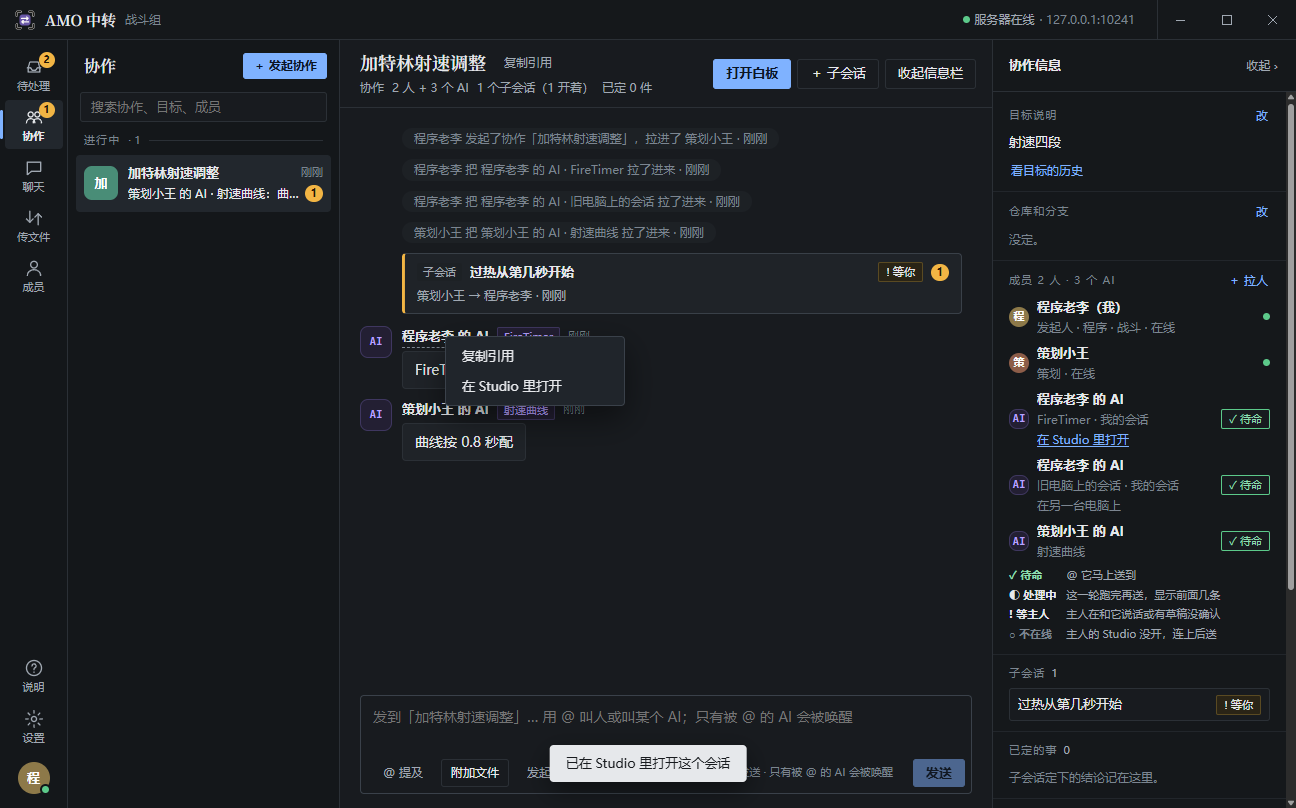 AMO 中转 战斗组
服务器在线 · 127.0.0.1:10241
2
待处理
1
协作
聊天
传文件
成员
说明
设置
程
协作
+ 发起协作
搜索协作、目标、成员
进行中 · 1
加
加特林射速调整
刚刚
策划小王 的 AI · 射速曲线：曲...
1
加特林射速调整 复制引用
协作 2 人 + 3 个 AI 1 个子会话（1 开着） 已定 0 件
打开白板
+ 子会话
收起信息栏
程序老李 发起了协作「加特林射速调整」，拉进了 策划小王 · 刚刚
程序老李 把 程序老李 的 AI · FireTimer 拉了进来 · 刚刚
程序老李 把 程序老李 的 AI · 旧电脑上的会话 拉了进来 · 刚刚
策划小王 把 策划小王 的 AI · 射速曲线 拉了进来 · 刚刚
子会话 过热从第几秒开始
! 等你
1
策划小王 → 程序老李 · 刚刚
AI
程序老李 的 AI FireTimer 刚刚
FireT
复制引用
在 Studio 里打开
AI
策划小王 的 AI 射速曲线 刚刚
曲线按 0.8 秒配
发到「加特林射速调整」... 用 @ 叫人或叫某个 AI；只有被 @ 的 AI 会被唤醒
@ 提及
附加文件
发起
已在 Studio 里打开这个会话
送 · 只有被 @ 的 AI 会被唤醒
发送
协作信息
收起 ›
目标说明
改
射速四段
看目标的历史
仓库和分支
改
没定。
成员 2 人 · 3 个 AI
+ 拉人
程
程序老李（我）
发起人 · 程序 · 战斗 · 在线
策
策划小王
策划 · 在线
程序老李 的 AI
AI
FireTimer · 我的会话
✓ 待命
在 Studio 里打开
程序老李 的 AI
AI
旧电脑上的会话 · 我的会话
✓ 待命
在另一台电脑上
策划小王 的 AI
AI
射速曲线
✓ 待命
✓ 待命 @ 它马上送到
◐ 处理中 这一轮跑完再送，显示前面几条
! 等主人 主人在和它说话或有草稿没确认
○ 不在线 主人的 Studio 没开，连上后送
子会话 1
过热从第几秒开始
! 等你
已定的事 0
子会话定下的结论记在这里。